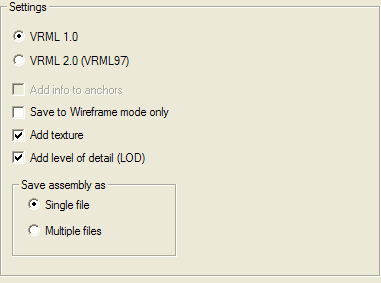 Settings
VRML 1.0
VRML 2.0 (VRML97)
Add info to anchors
Save to Wireframe mode only
Add texture
Add level of detail (LOD)
Save assembly as
Single file
Multiple files